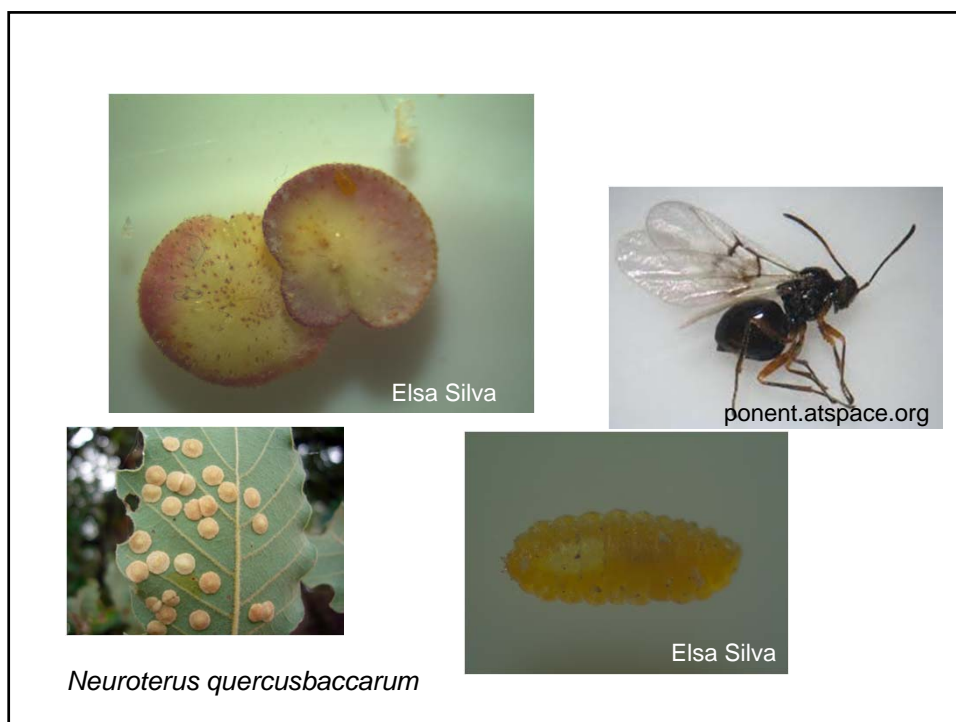 Elsa Silva
ponent.atspace.org
Elsa Silva
Neuroterus quercusbaccarum